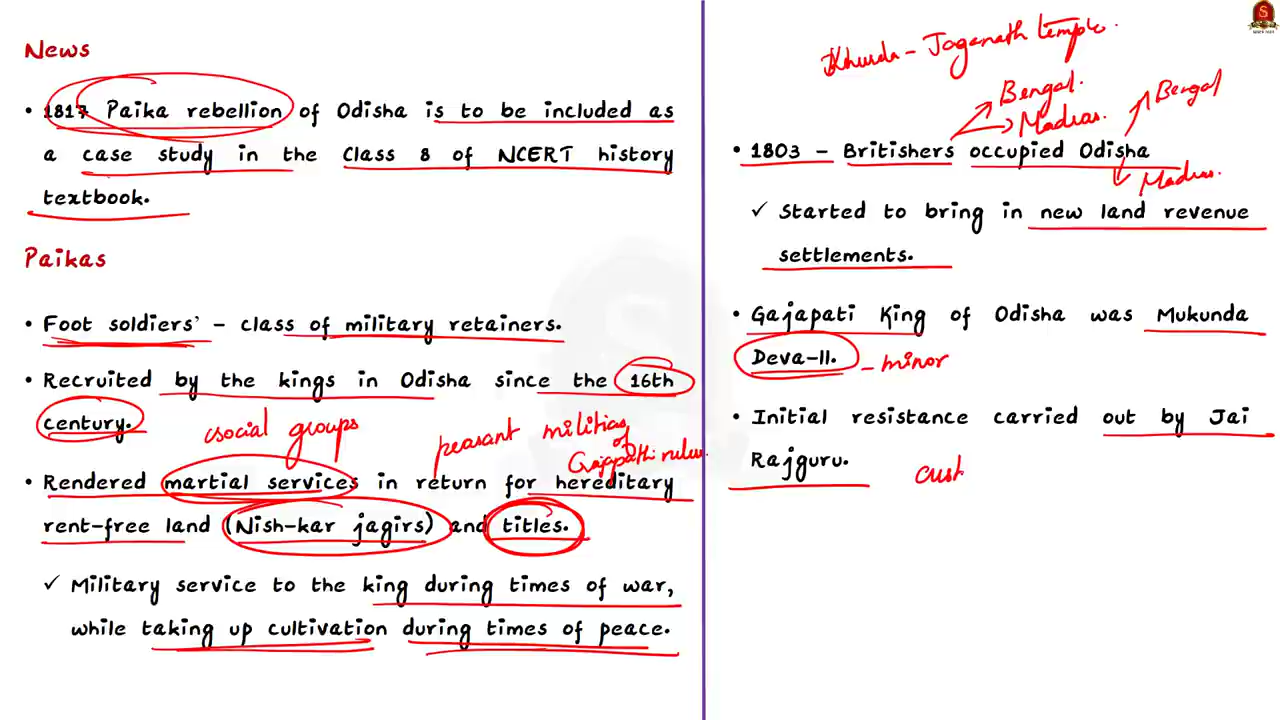 News
• 1817 Paika rebellion of Odisha is to be included as
a case study in the Class 8 of NCERT history
textbook.
Paikas
• Foot soldiers' - class of military retainers.
• Recruited by the kings in Odisha since the 16th
century.
csocial groups
peasant militias
of
Gajapathi rulers
• Rendered martial services in return for hereditary
rent-free land (Nish-kar jagirs) and titles.
✓ Military service to the king during times of war,
while taking up cultivation during times of peace.
Khurda - Jaganath temple.
Bengal.
Madras.
Bengal
• 1803 - Britishers occupied Odisha
Madras.
✓ Started to bring in new land revenue
settlements.
• Gajapati King of Odisha was Mukunda
Deva-II. - minor
• Initial resistance carried out by Jai
Rajguru.
cust